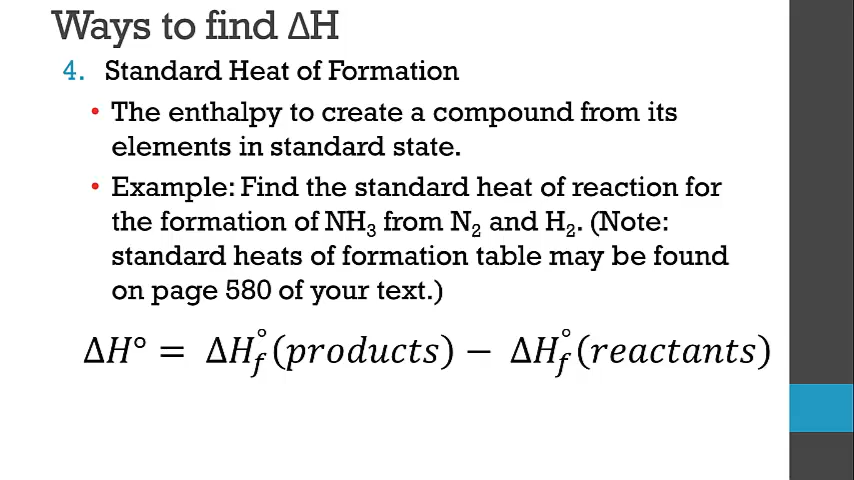 Ways to find ΔH
4. Standard Heat of Formation
• The enthalpy to create a compound from its
elements in standard state.
• Example: Find the standard heat of reaction for
the formation of NH₃ from N₂ and H₂. (Note:
standard heats of formation table may be found
on page 580 of your text.)
ΔH° = ΔH°f(products) − ΔH°f(reactants)